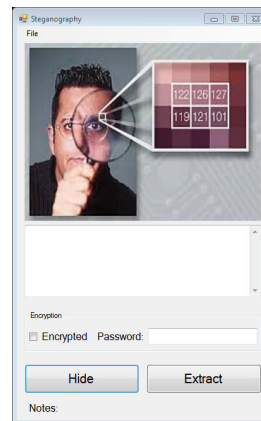 Steganography
File
122 126 127
119 121 101
Encryption
Encrypted Password:
Hide Extract
Notes: